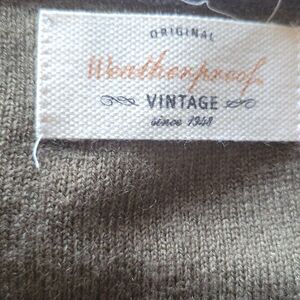 ORIGINAL
Weatherproof
VINTAGE
since 1948